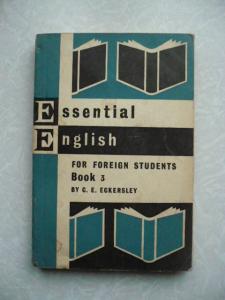 Essential
English
FOR FOREIGN STUDENTS
Book 3
BY C. E. ECKERSLEY